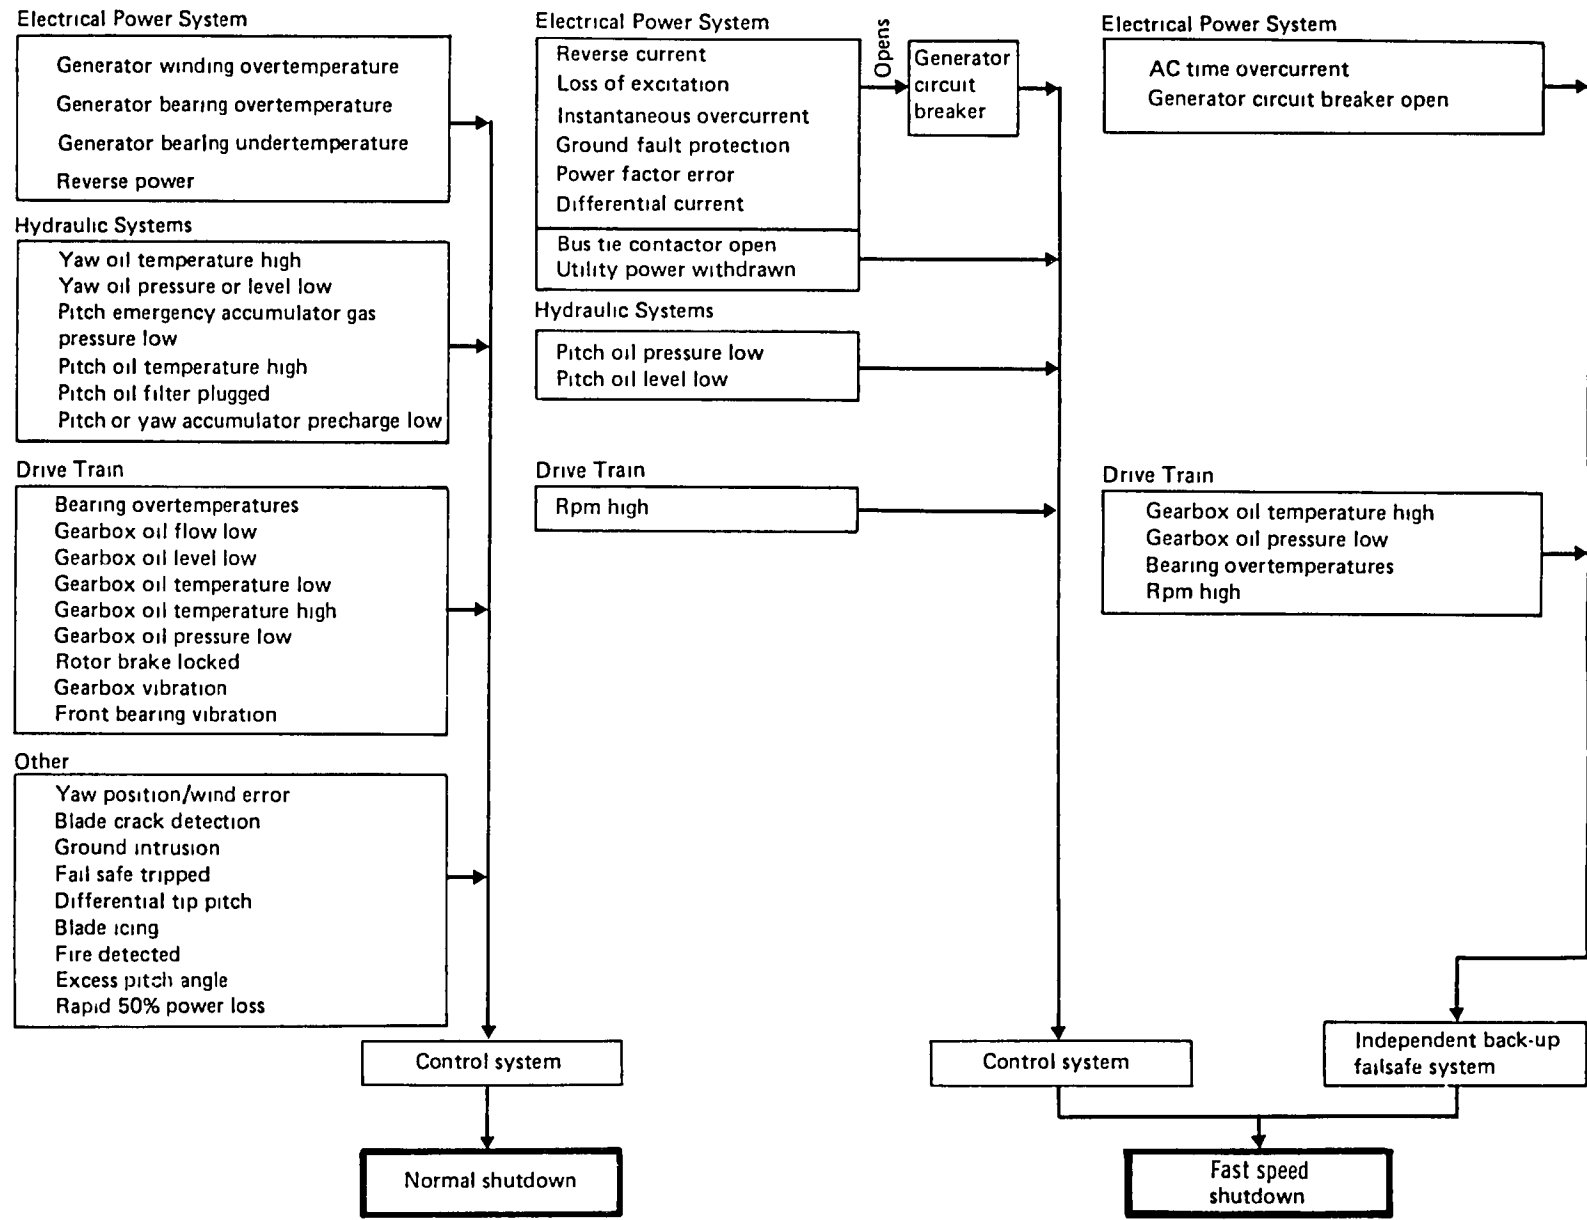 Electrical Power System
Generator winding overtemperature
Generator bearing overtemperature
Generator bearing undertemperature
Reverse power
Hydraulic Systems
Yaw oil temperature high
Yaw oil pressure or level low
Pitch emergency accumulator gas
pressure low
Pitch oil temperature high
Pitch oil filter plugged
Pitch or yaw accumulator precharge low
Drive Train
Bearing overtemperatures
Gearbox oil flow low
Gearbox oil level low
Gearbox oil temperature low
Gearbox oil temperature high
Gearbox oil pressure low
Rotor brake locked
Gearbox vibration
Front bearing vibration
Other
Yaw position/wind error
Blade crack detection
Ground intrusion
Fail safe tripped
Differential tip pitch
Blade icing
Fire detected
Excess pitch angle
Rapid 50% power loss
Control system
Normal shutdown
Electrical Power System
Reverse current
Loss of excitation
Instantaneous overcurrent
Ground fault protection
Power factor error
Differential current
Opens
Generator
circuit
breaker
Bus tie contactor open
Utility power withdrawn
Hydraulic Systems
Pitch oil pressure low
Pitch oil level low
Drive Train
Rpm high
Control system
Electrical Power System
AC time overcurrent
Generator circuit breaker open
Drive Train
Gearbox oil temperature high
Gearbox oil pressure low
Bearing overtemperatures
Rpm high
Independent back-up
failsafe system
Fast speed
shutdown